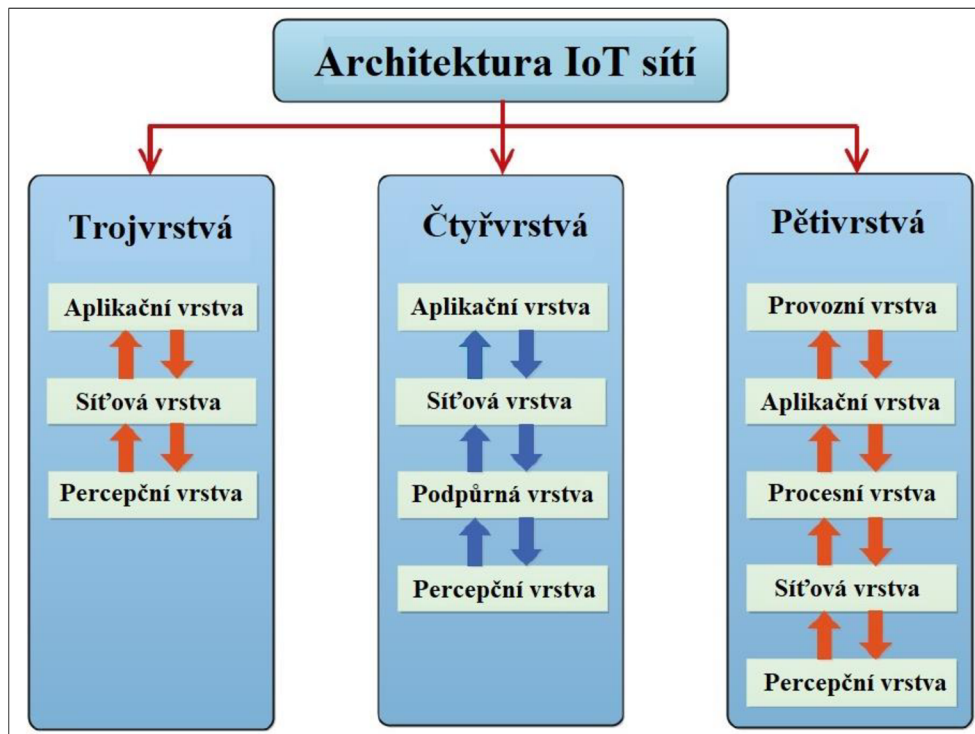 Architektura IoT sítí
Trojvrstvá
Aplikační vrstva
Síťová vrstva
Percepční vrstva
Čtyřvrstvá
Aplikační vrstva
Síťová vrstva
Podpůrná vrstva
Percepční vrstva
Pětivrstvá
Provozní vrstva
Aplikační vrstva
Procesní vrstva
Síťová vrstva
Percepční vrstva